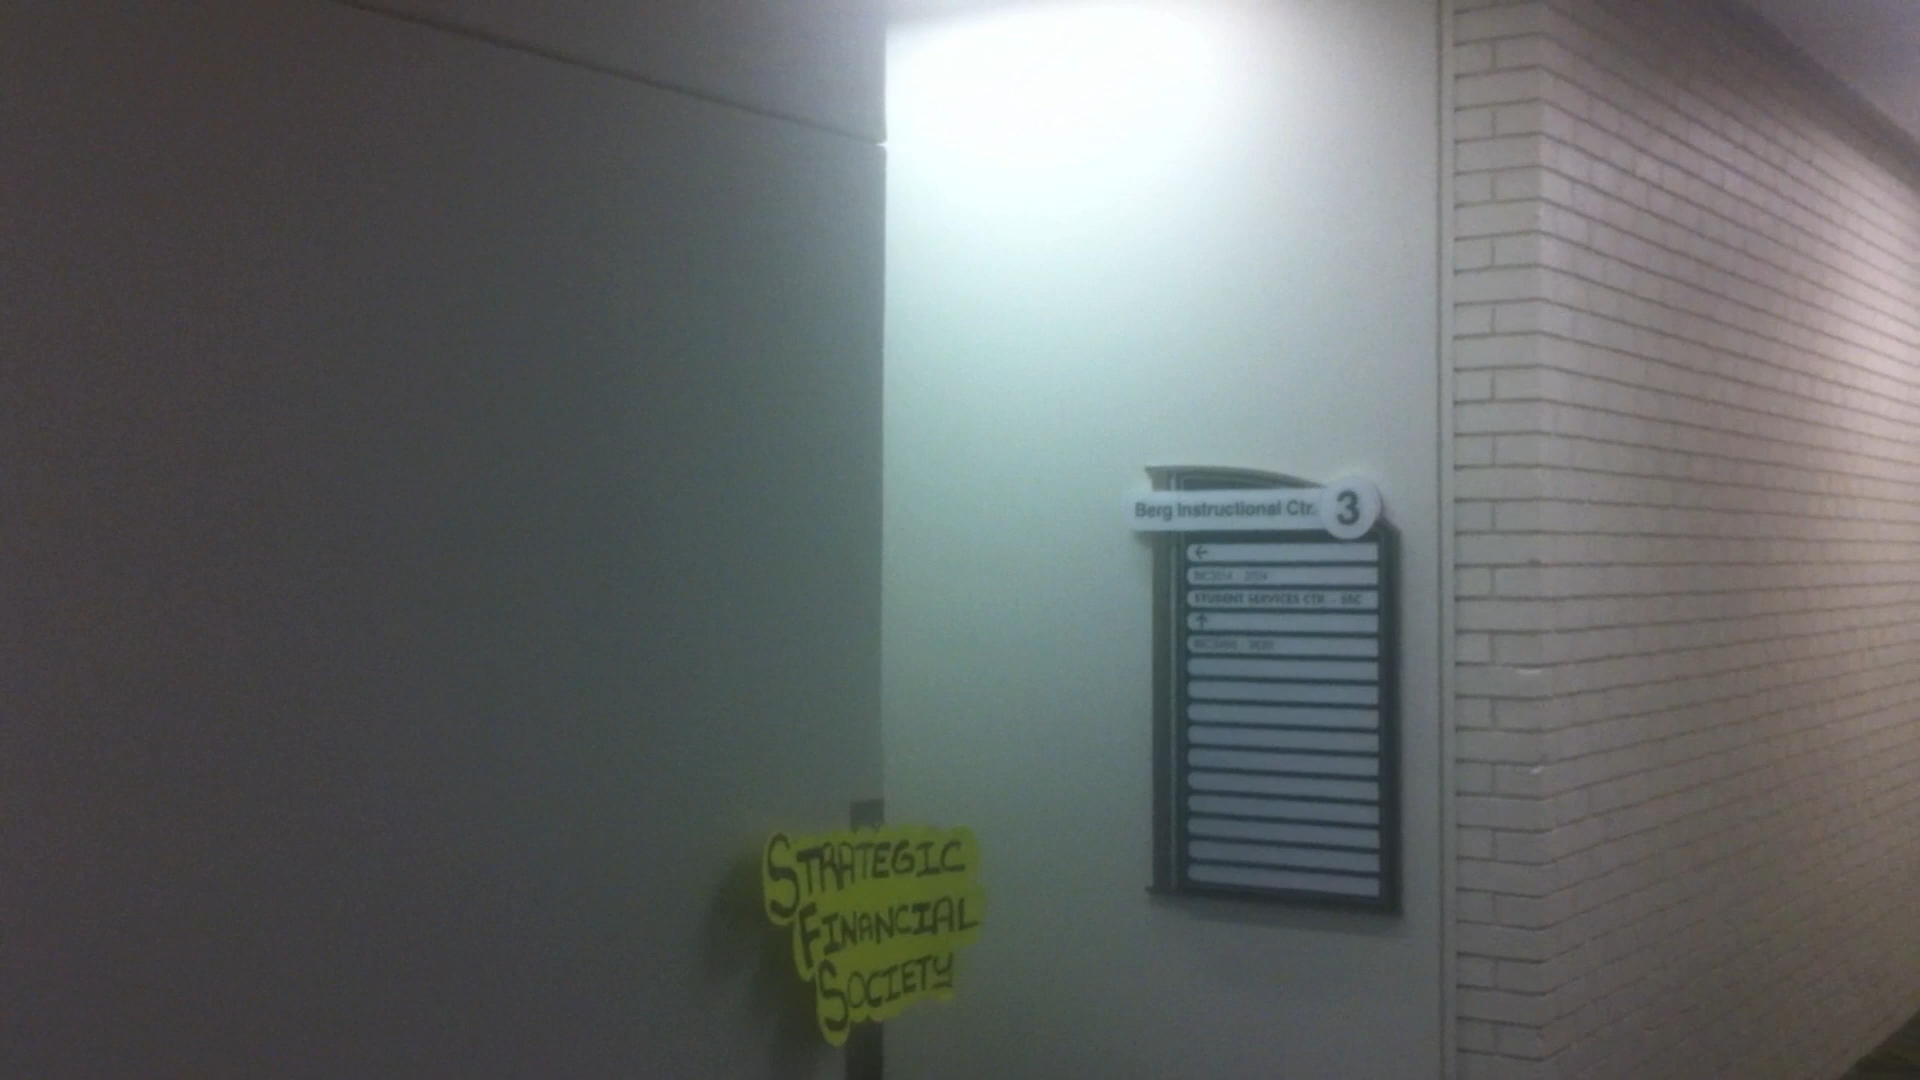 Berg Instructional Ctr. 3
←
STUDENT SERVICES CTR. - SSC
↑
STRATEGIC
FINANCIAL
SOCIETY